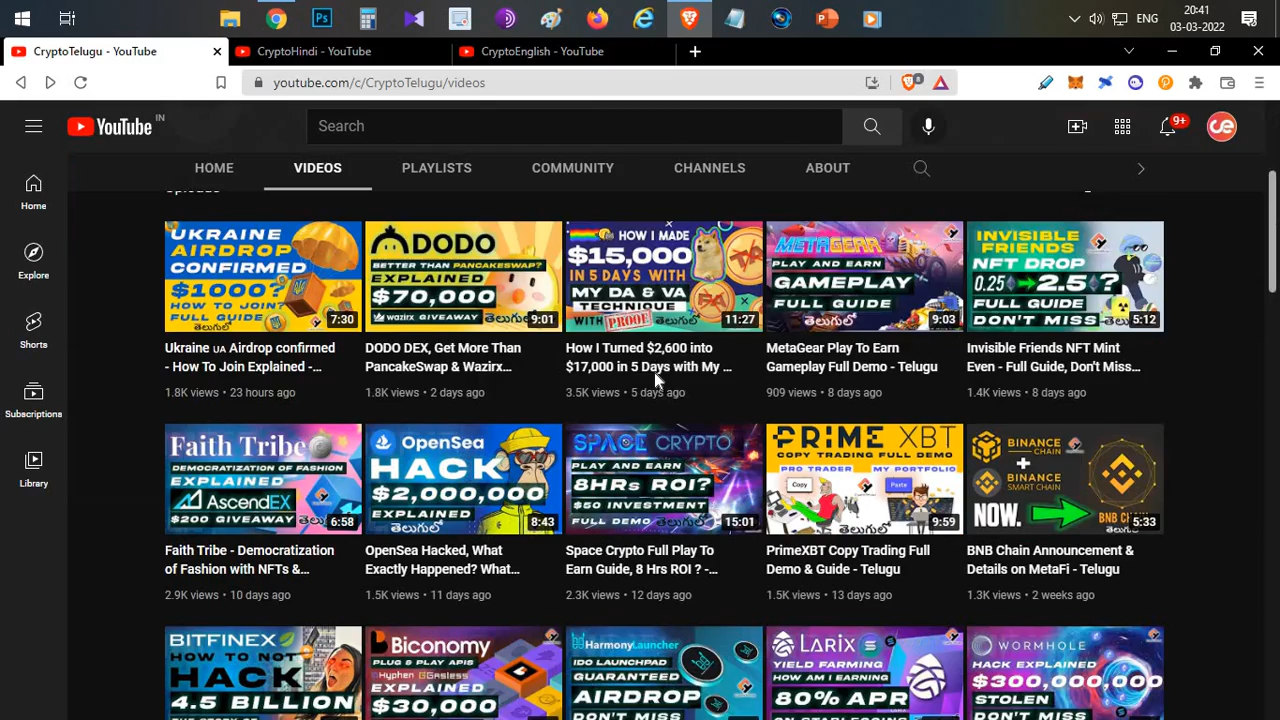 20:41
ENG
03-03-2022
CryptoTelugu - YouTube
CryptoHindi - YouTube
CryptoEnglish - YouTube
youtube.com/c/CryptoTelugu/videos
YouTube IN
Search
9+
HOME
VIDEOS
PLAYLISTS
COMMUNITY
CHANNELS
ABOUT
Uploads
Home
Explore
Shorts
Subscriptions
Library
UKRAINE
AIRDROP
CONFIRMED
$1000?
HOW TO JOIN?
తెలుగులో
7:30
DODO
BETTER THAN PANCAKESWAP?
EXPLAINED
$70,000
wazirx GIVEAWAY
తెలుగులో
9:01
HOW I MADE
$15,000
IN 5 DAYS WITH
MY DA & VA
TECHNIQUE
WITH PROOF తెలుగులో
11:27
METAGEAR
PLAY AND EARN
GAMEPLAY
FULL GUIDE
తెలుగులో
9:03
INVISIBLE
FRIENDS
NFT DROP
0.25 2.5 ?
FULL GUIDE
DON'T MISS
తెలుగులో
5:12
Ukraine UA Airdrop confirmed
- How To Join Explained -...
1.8K views • 23 hours ago
DODO DEX, Get More Than
PancakeSwap & Wazirx...
1.8K views • 2 days ago
How I Turned $2,600 into
$17,000 in 5 Days with My ...
3.5K views • 5 days ago
MetaGear Play To Earn
Gameplay Full Demo - Telugu
909 views • 8 days ago
Invisible Friends NFT Mint
Even - Full Guide, Don't Miss...
1.4K views • 8 days ago
Faith Tribe
DEMOCRATIZATION OF FASHION
EXPLAINED
AscendEX
$200 GIVEAWAY
6:58
OpenSea
HACK
$2,000,000
EXPLAINED
తెలుగులో
8:43
SPACE CRYPTO
PLAY AND EARN
8HRs ROI?
$50 INVESTMENT
FULL DEMO తెలుగులో
15:01
PRIME XBT
COPY TRADING FULL DEMO
PRO TRADER
MY PORTFOLIO
Copy
Paste
9:59
BINANCE
CHAIN
+
BINANCE
SMART CHAIN
NOW.
BNB CHAIN
5:33
Faith Tribe - Democratization
of Fashion with NFTs &...
2.9K views • 10 days ago
OpenSea Hacked, What
Exactly Happened? What...
1.5K views • 11 days ago
Space Crypto Full Play To
Earn Guide, 8 Hrs ROI ? -...
2.3K views • 12 days ago
PrimeXBT Copy Trading Full
Demo & Guide - Telugu
1.5K views • 13 days ago
BNB Chain Announcement &
Details on MetaFi - Telugu
1.3K views • 2 weeks ago
BITFINEX
HOW TO NOT
HACK
4.5 BILLION
Biconomy
PLUG & PLAY APIS
Hyphen Gasless
EXPLAINED
$30,000
HarmonyLauncher
IDO LAUNCHPAD
GUARANTEED
AIRDROP
DON'T MISS
LARIX
YIELD FARMING
HOW AM I EARNING
80% APR
WORMHOLE
HACK EXPLAINED
$300,000,000
STOLEN